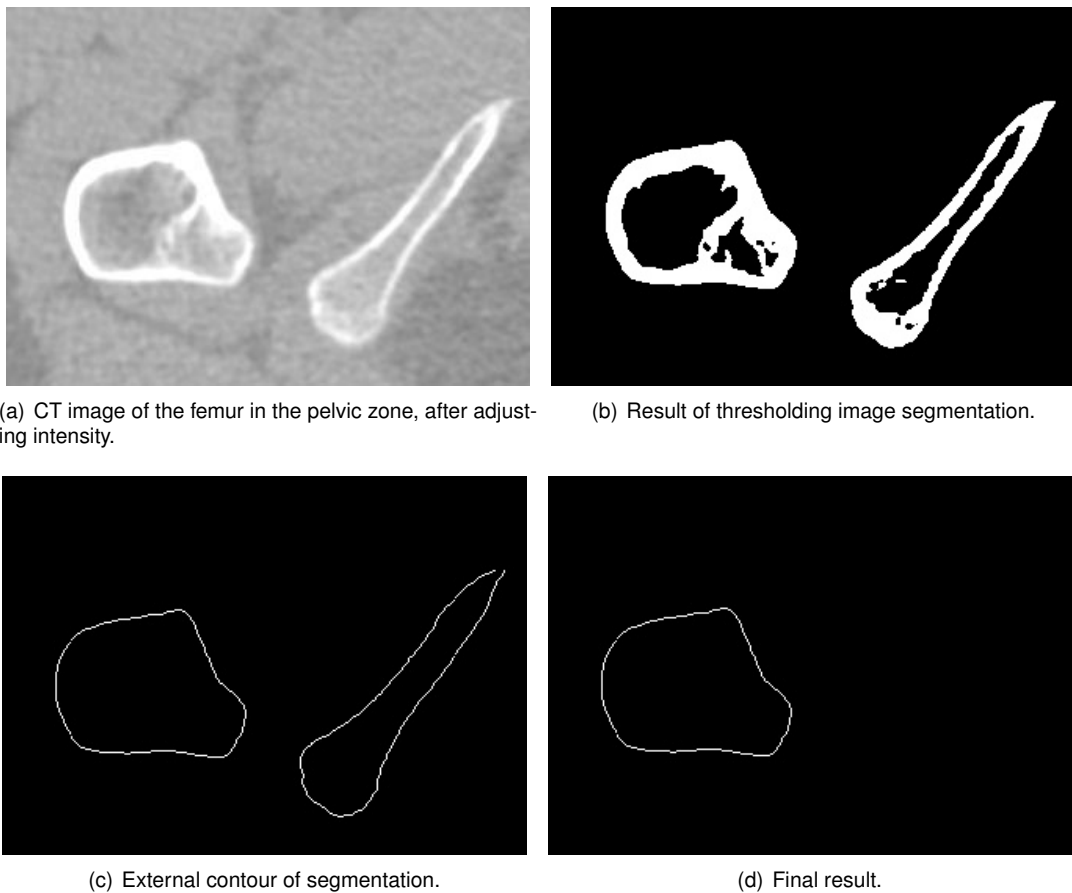 (a) CT image of the femur in the pelvic zone, after adjust-
ing intensity.
(b) Result of thresholding image segmentation.
(c) External contour of segmentation.
(d) Final result.